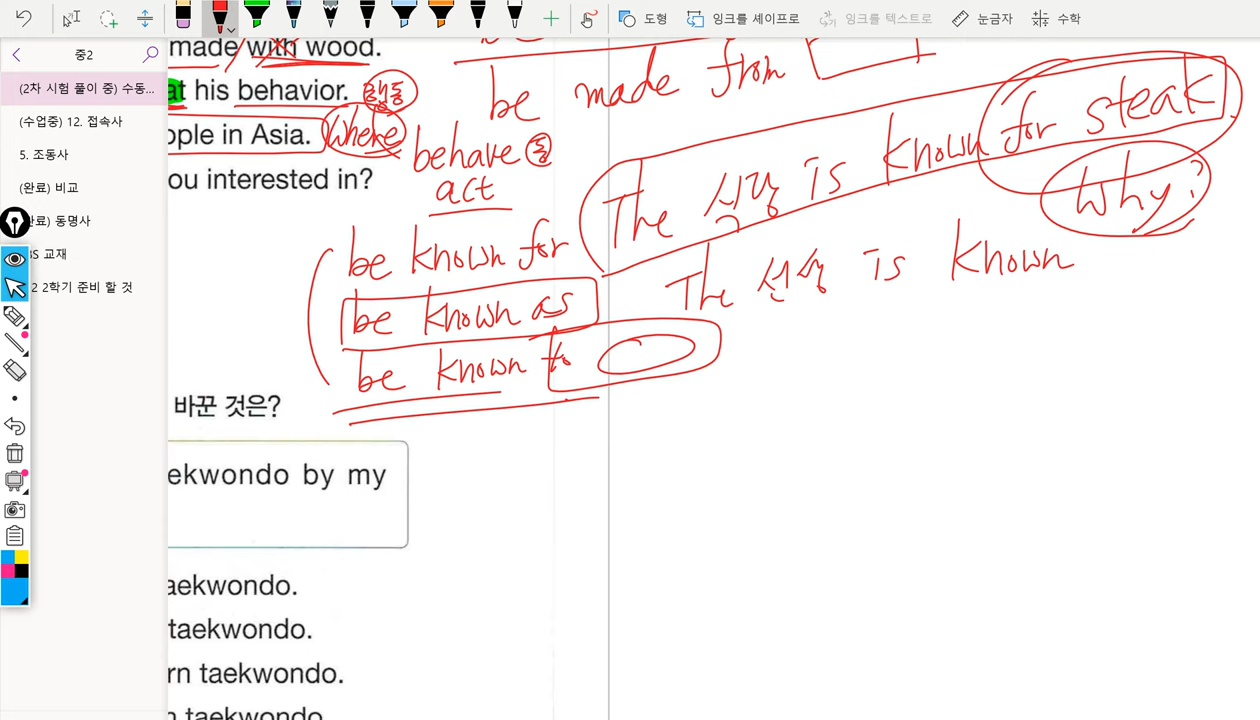 도형
잉크를 셰이프로
잉크를 텍스트로
눈금자
수학
중2
(2차 시험 풀이 중) 수동...
(수업중) 12. 접속사
5. 조동사
(완료) 비교
료) 동명사
교재
2 2학기 준비 할 것
made with wood.
at his behavior. 행동
ople in Asia. Where
ou interested in?
be made from
behave 동
act
The 식당 is known for steak
Why?
be known for
The 선생 is known
be known as
be known to
바꾼 것은?
ekwondo by my
aekwondo.
taekwondo.
rn taekwondo.
taekwondo